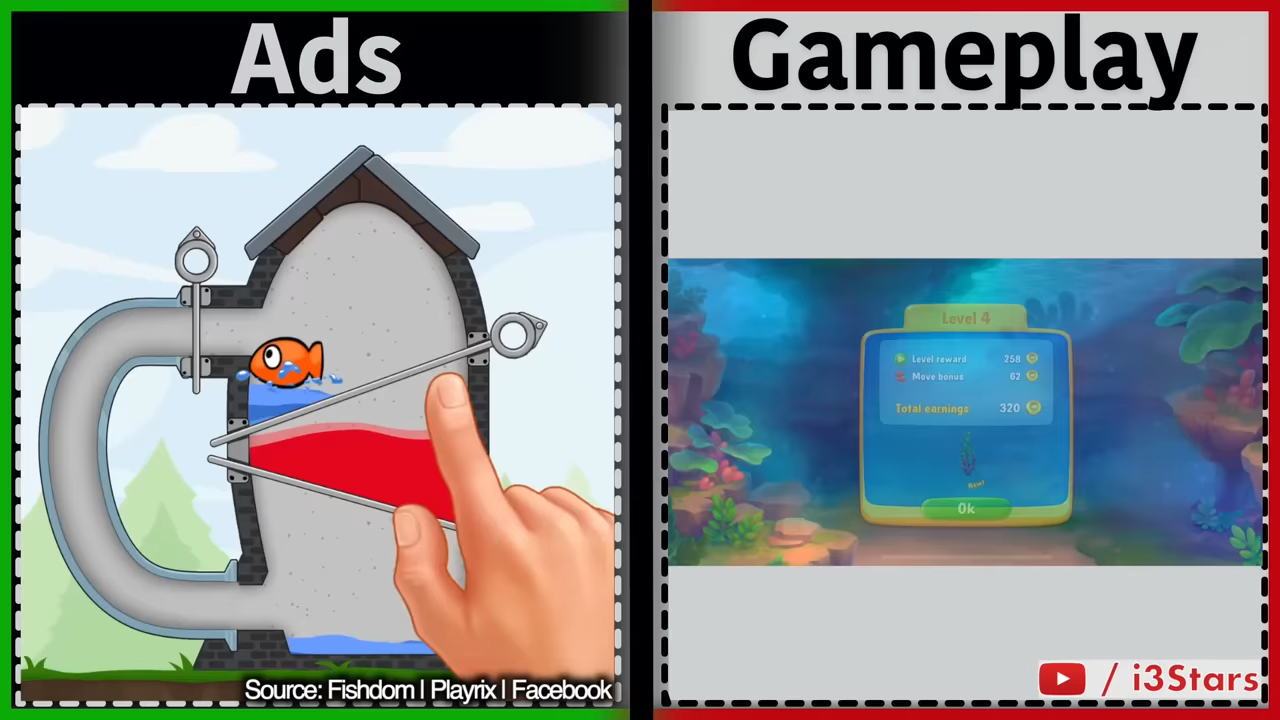 Ads
Gameplay
Level 4
Level reward 258
Move bonus 62
Total earnings 320
New!
Ok
Source: Fishdom | Playrix | Facebook
/ i3Stars